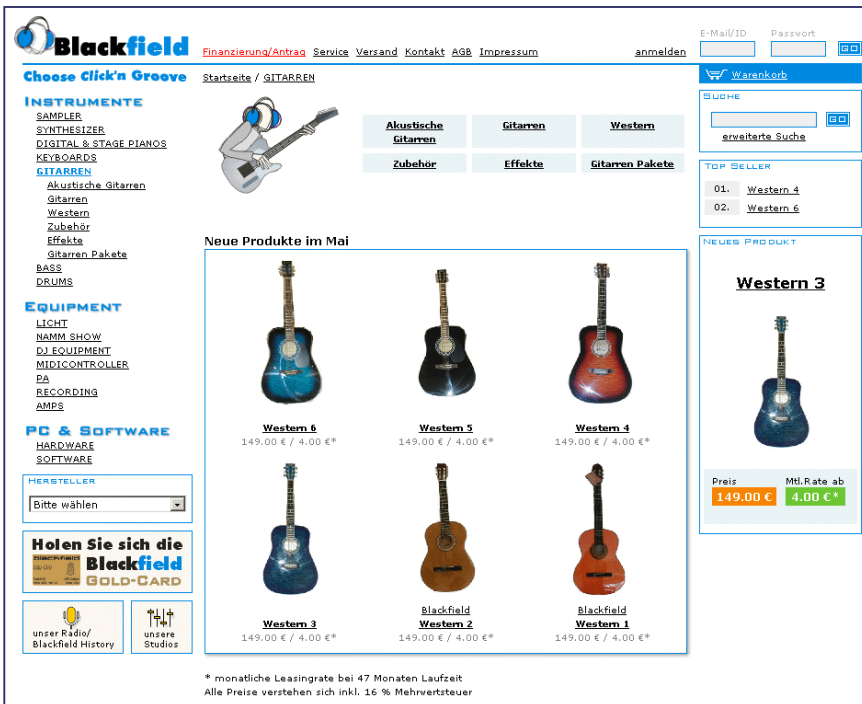 Blackfield
Choose Click'n Groove
Finanzierung/Antrag Service Versand Kontakt AGB Impressum anmelden
E-Mail/ID Passwort
GO
Startseite / GITARREN
Warenkorb
INSTRUMENTE
SAMPLER
SYNTHESIZER
DIGITAL & STAGE PIANOS
KEYBOARDS
GITARREN
Akustische Gitarren
Gitarren
Western
Zubehör
Effekte
Gitarren Pakete
BASS
DRUMS
EQUIPMENT
LICHT
NAMM SHOW
DJ EQUIPMENT
MIDICONTROLLER
PA
RECORDING
AMPS
PC & SOFTWARE
HARDWARE
SOFTWARE
HERSTELLER
Bitte wählen
Holen Sie sich die
Blackfield
GOLD-CARD
unser Radio/
Blackfield History
unsere
Studios
Akustische
Gitarren
Gitarren
Western
Zubehör
Effekte
Gitarren Pakete
Neue Produkte im Mai
Western 6
149.00 € / 4.00 €*
Western 5
149.00 € / 4.00 €*
Western 4
149.00 € / 4.00 €*
Western 3
149.00 € / 4.00 €*
Blackfield
Western 2
149.00 € / 4.00 €*
Blackfield
Western 1
149.00 € / 4.00 €*
* monatliche Leasingrate bei 47 Monaten Laufzeit
Alle Preise verstehen sich inkl. 16 % Mehrwertsteuer
SUCHE
GO
erweiterte Suche
TOP SELLER
01. Western 4
02. Western 6
NEUES PRODUKT
Western 3
Preis Mtl.Rate ab
149.00 € 4.00 €*